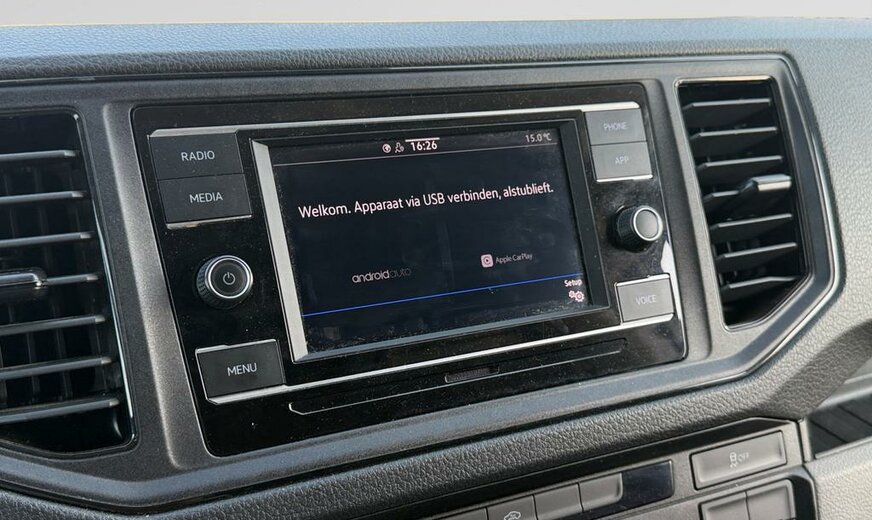 RADIO
MEDIA
MENU
16:26
15.0 °C
Welkom. Apparaat via USB verbinden, alstublieft.
androidauto
Apple CarPlay
Setup
PHONE
APP
VOICE
OFF